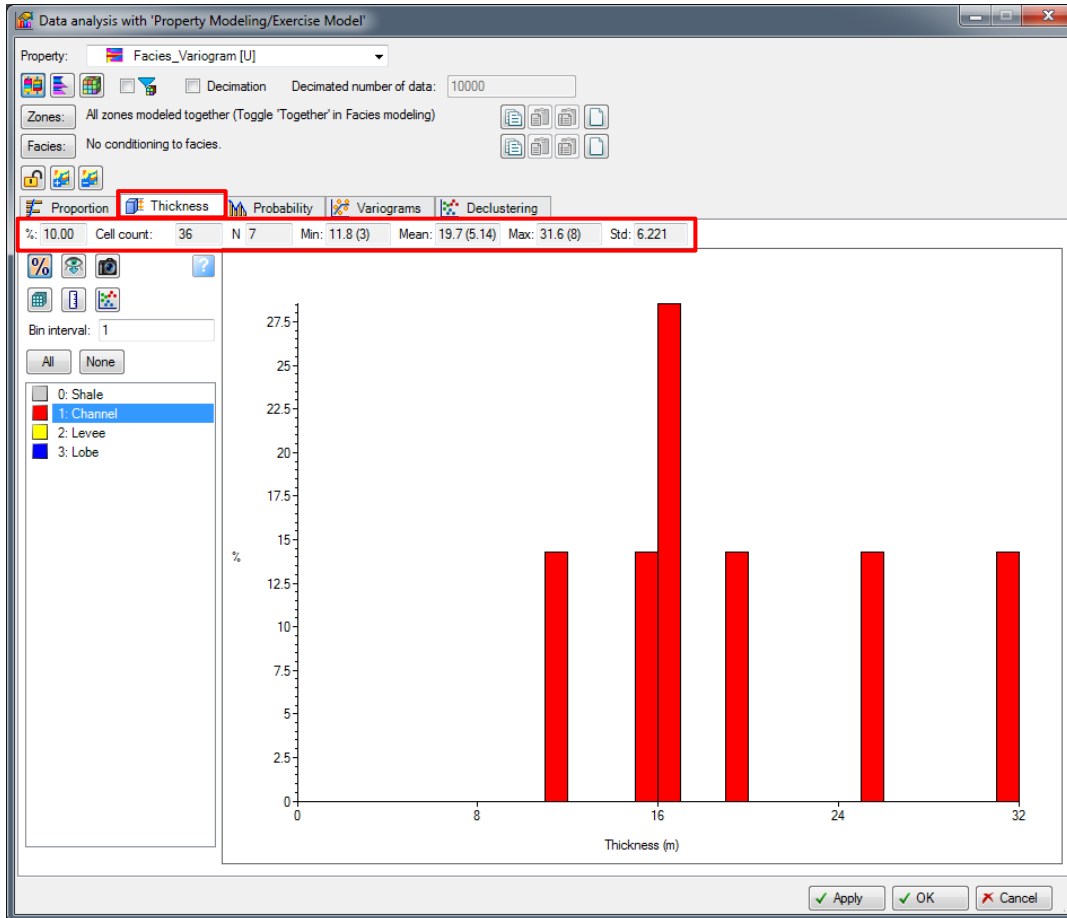 Data analysis with 'Property Modeling/Exercise Model'
Property: Facies_Variogram [U]
Decimation Decimated number of data: 10000
Zones: All zones modeled together (Toggle 'Together' in Facies modeling)
Facies: No conditioning to facies.
Proportion Thickness Probability Variograms Declustering
%: 10.00 Cell count: 36 N 7 Min: 11.8 (3) Mean: 19.7 (5.14) Max: 31.6 (8) Std: 6.221
% ?
Bin interval: 1
All None
0: Shale
1: Channel
2: Levee
3: Lobe
27.5
25
22.5
20
17.5
15
%
12.5
10
7.5
5
2.5
0
0 8 16 24 32
Thickness (m)
Apply OK Cancel